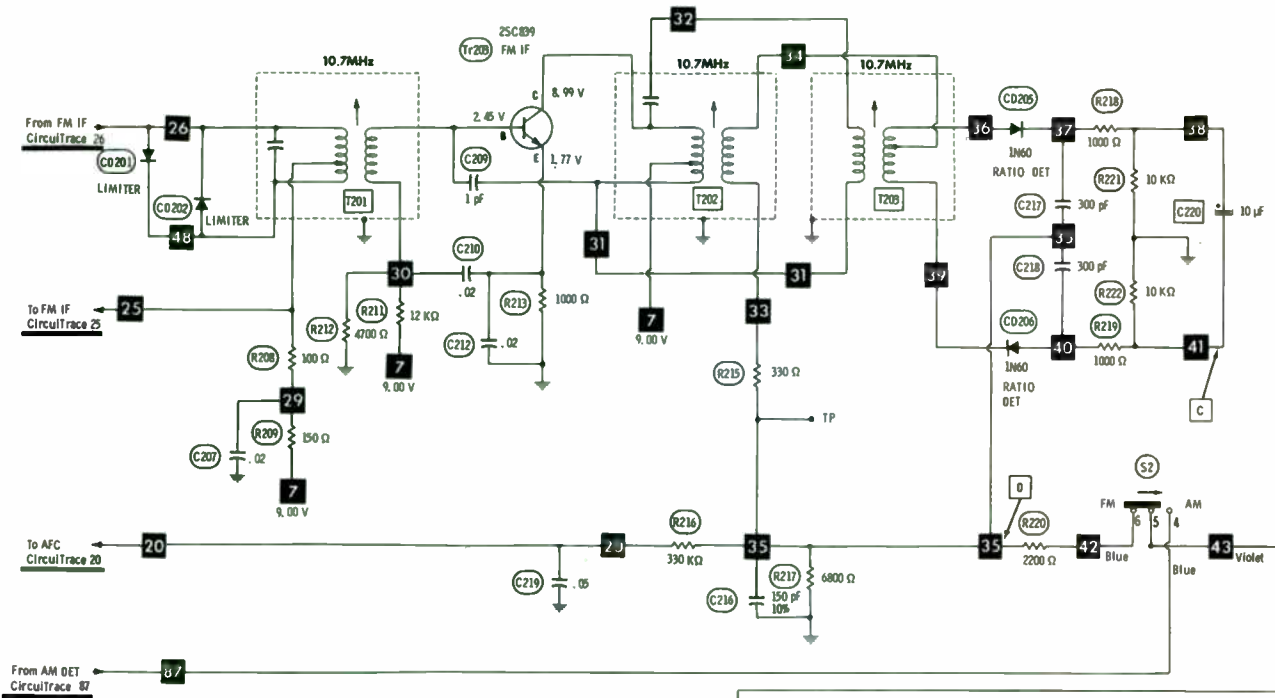 32
2SC839
Tr203 FM IF
34
10.7MHz
10.7MHz
10.7MHz
C 8.99 V
2.45 V
B
E 1.77 V
From FM IF
CircuiTrace 26
26
CD201
LIMITER
CD202
LIMITER
48
T201
C209
1 pF
T202
T203
36
CD205
1N60
RATIO DET
37
R218
1000 Ω
38
R221
10 KΩ
C217
300 pf
C220
10 µF
35
C218
300 pf
R222
10 KΩ
31
31
39
30
C210
.02
R213
1000 Ω
CD206
1N60
RATIO
DET
40
R219
1000 Ω
41
C
To FM IF
CircuiTrace 25
25
R212
4700 Ω
R211
12 KΩ
C212
.02
7
9.00 V
7
9.00 V
33
R208
100 Ω
R215
330 Ω
29
R209
150 Ω
C207
.02
TP
7
9.00 V
S2
D
FM
AM
6
5
4
To AFC
CircuiTrace 20
20
R216
330 KΩ
35
35
R220
2200 Ω
42
Blue
43
Violet
Blue
C219
.05
C216
150 pF
10%
R217
6800 Ω
From AM DET
CircuiTrace 87
87